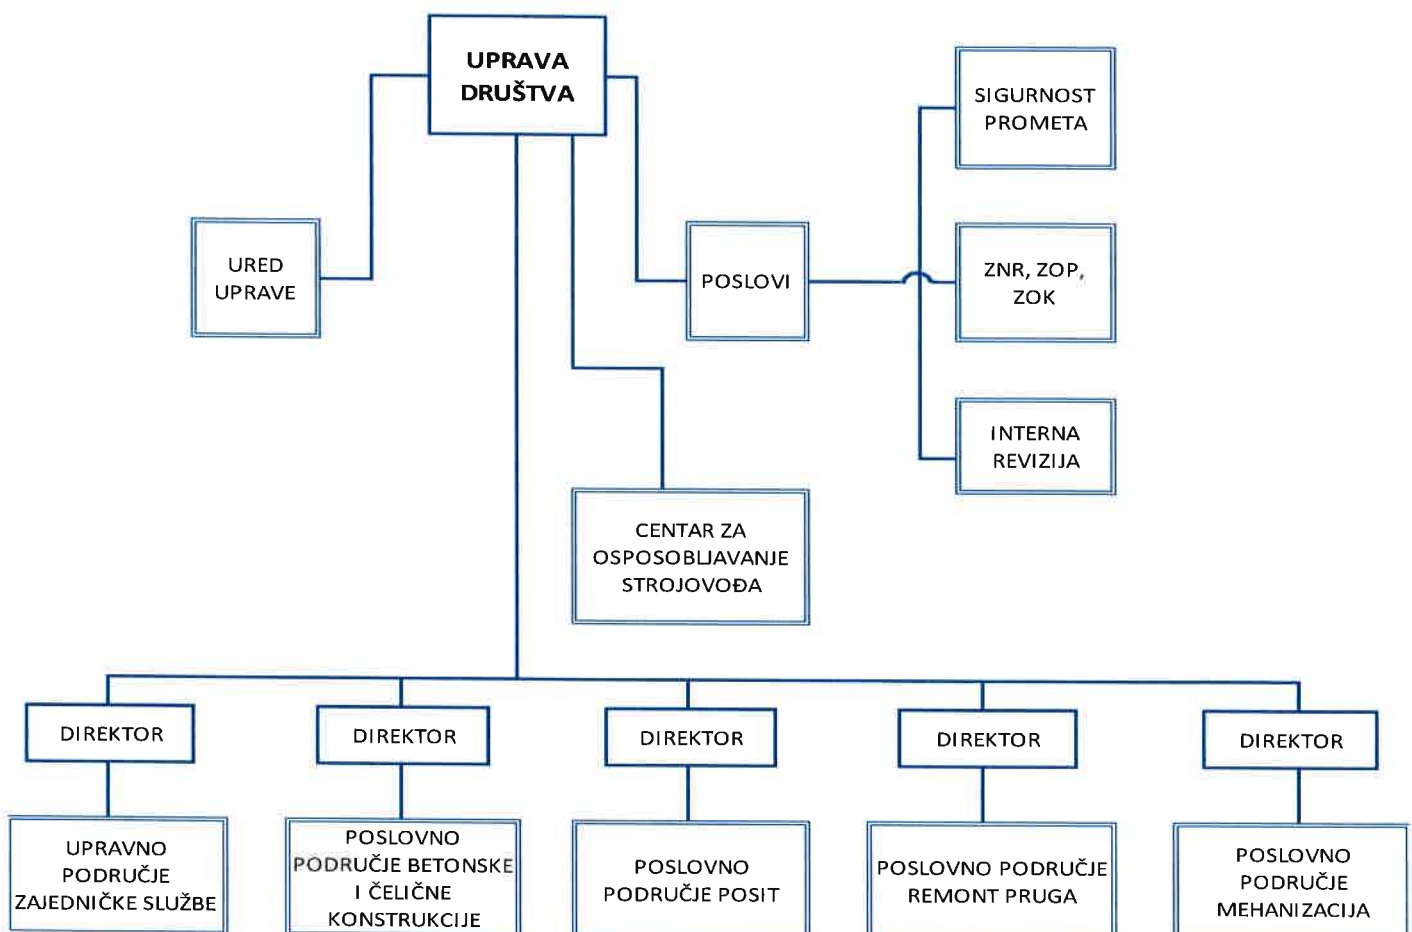 UPRAVA
DRUŠTVA
SIGURNOST
PROMETA
URED
UPRAVE
POSLOVI
ZNR, ZOP,
ZOK
INTERNA
REVIZIJA
CENTAR ZA
OSPOSOBLJAVANJE
STROJOVOĐA
DIREKTOR
DIREKTOR
DIREKTOR
DIREKTOR
DIREKTOR
UPRAVNO
PODRUČJE
ZAJEDNIČKE SLUŽBE
POSLOVNO
PODRUČJE BETONSKE
I ČELIČNE
KONSTRUKCIJE
POSLOVNO
PODRUČJE POSIT
POSLOVNO PODRUČJE
REMONT PRUGA
POSLOVNO
PODRUČJE
MEHANIZACIJA